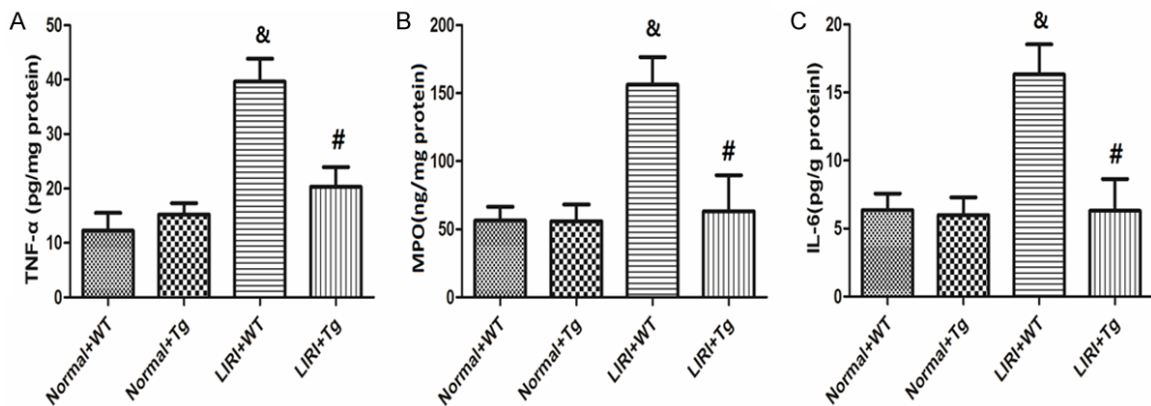 A
TNF-α (pg/mg protein)
50
40
30
20
10
0
&
#
Normal+WT
Normal+Tg
LIRI+WT
LIRI+Tg
B
MPO(ng/mg protein)
200
150
100
50
0
&
#
Normal+WT
Normal+Tg
LIRI+WT
LIRI+Tg
C
IL-6(pg/g proteinl)
20
15
10
5
0
&
#
Normal+WT
Normal+Tg
LIRI+WT
LIRI+Tg